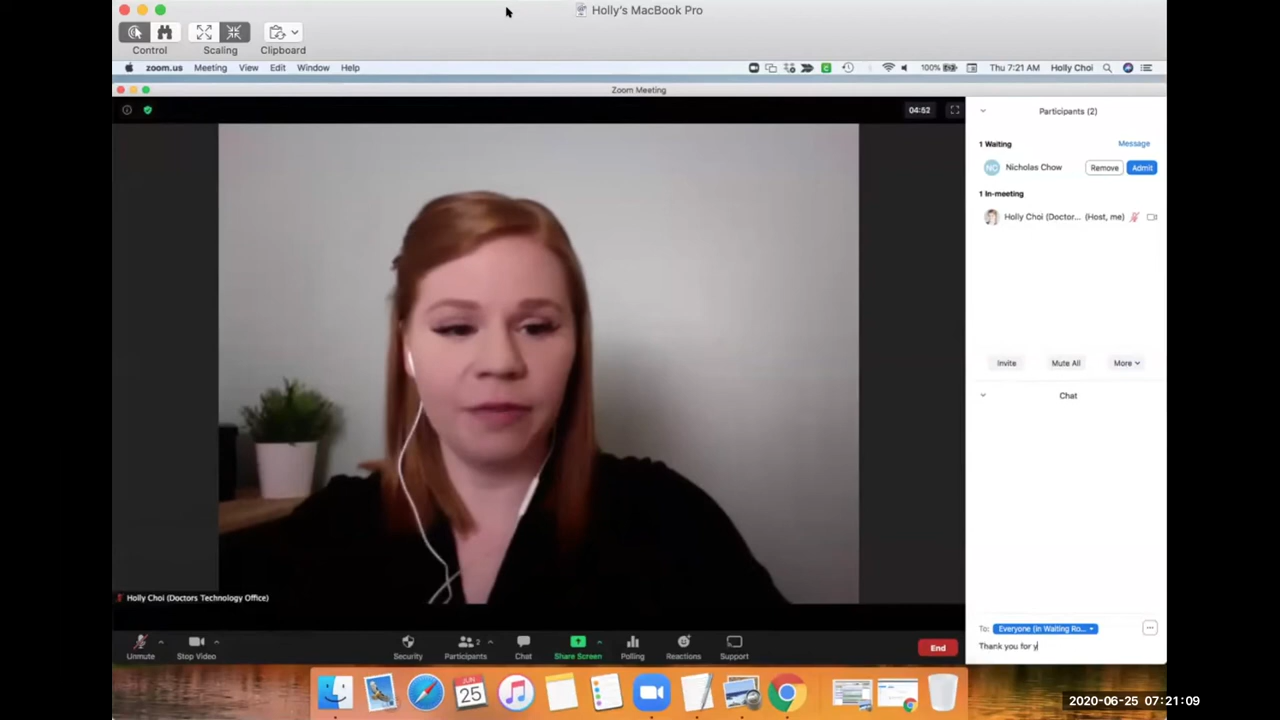 Holly's MacBook Pro
Control
Scaling
Clipboard
zoom.us Meeting View Edit Window Help
100% Thu 7:21 AM Holly Choi
Zoom Meeting
04:52
Participants (2)
1 Waiting
Message
NC Nicholas Chow Remove Admit
1 In-meeting
Holly Choi (Doctor... (Host, me)
Invite Mute All More
Chat
Holly Choi (Doctors Technology Office)
To: Everyone (in Waiting Ro...
Thank you for y
Unmute Stop Video Security Participants 2 Chat Share Screen Polling Reactions Support End
JUN
25
2020-06-25 07:21:09